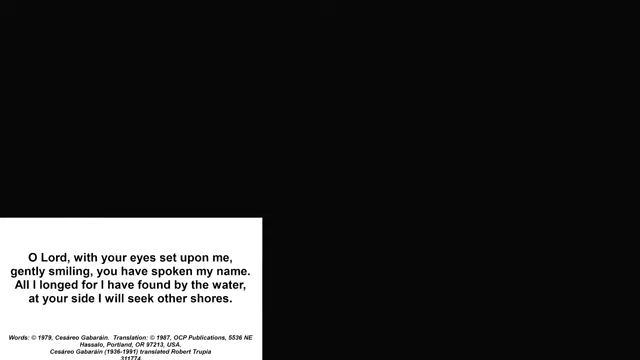 O Lord, with your eyes set upon me,
gently smiling, you have spoken my name.
All I longed for I have found by the water,
at your side I will seek other shores.
Words: © 1979, Cesáreo Gabaráin. Translation: © 1987, OCP Publications, 5536 NE
Hassalo, Portland, OR 97213, USA.
Cesáreo Gabaráin (1936-1991) translated Robert Trupia
311774